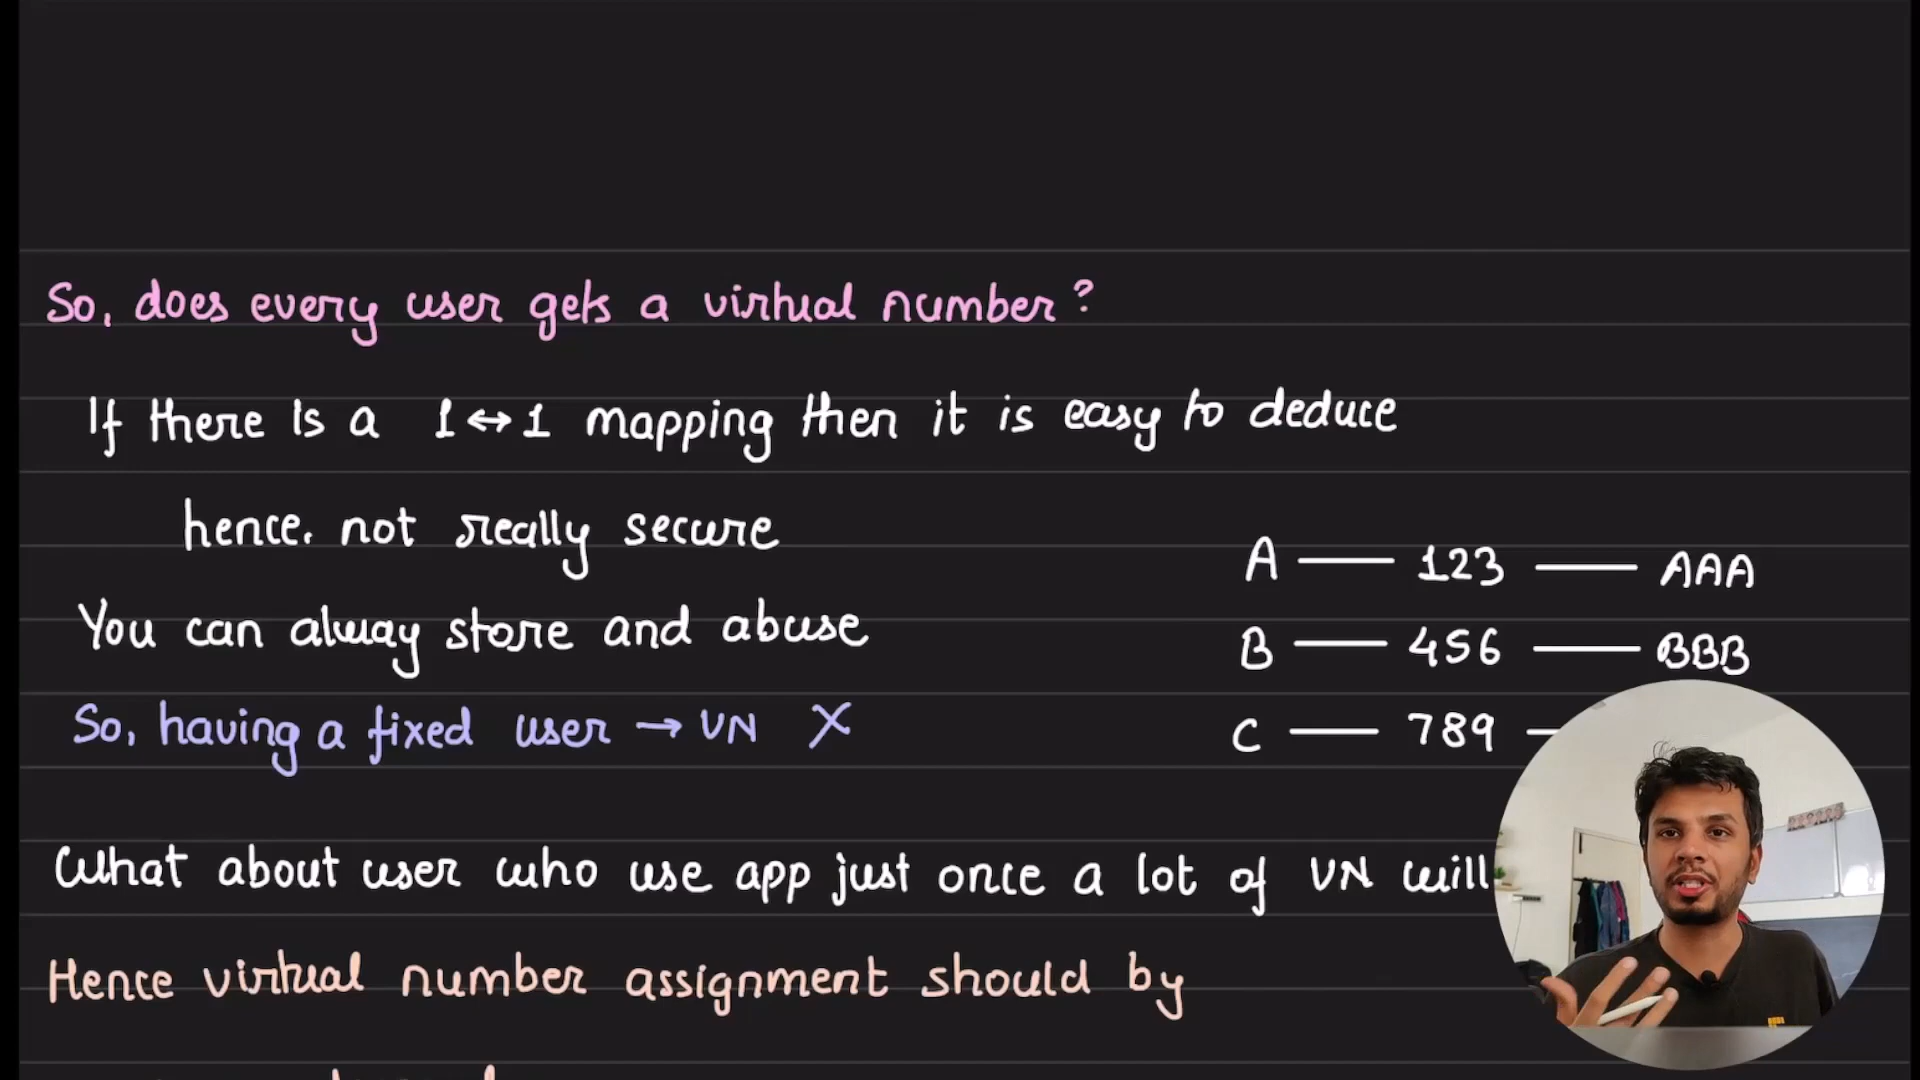 So, does every user gets a virtual number?
If there Is a 1↔1 mapping then it is easy to deduce
hence. not really secure
A — 123 — AAA
You can alway store and abuse
B — 456 — BBB
So, having a fixed user → VN X
C — 789 —
What about user who use app just once a lot of VN will
Hence virtual number assignment should by